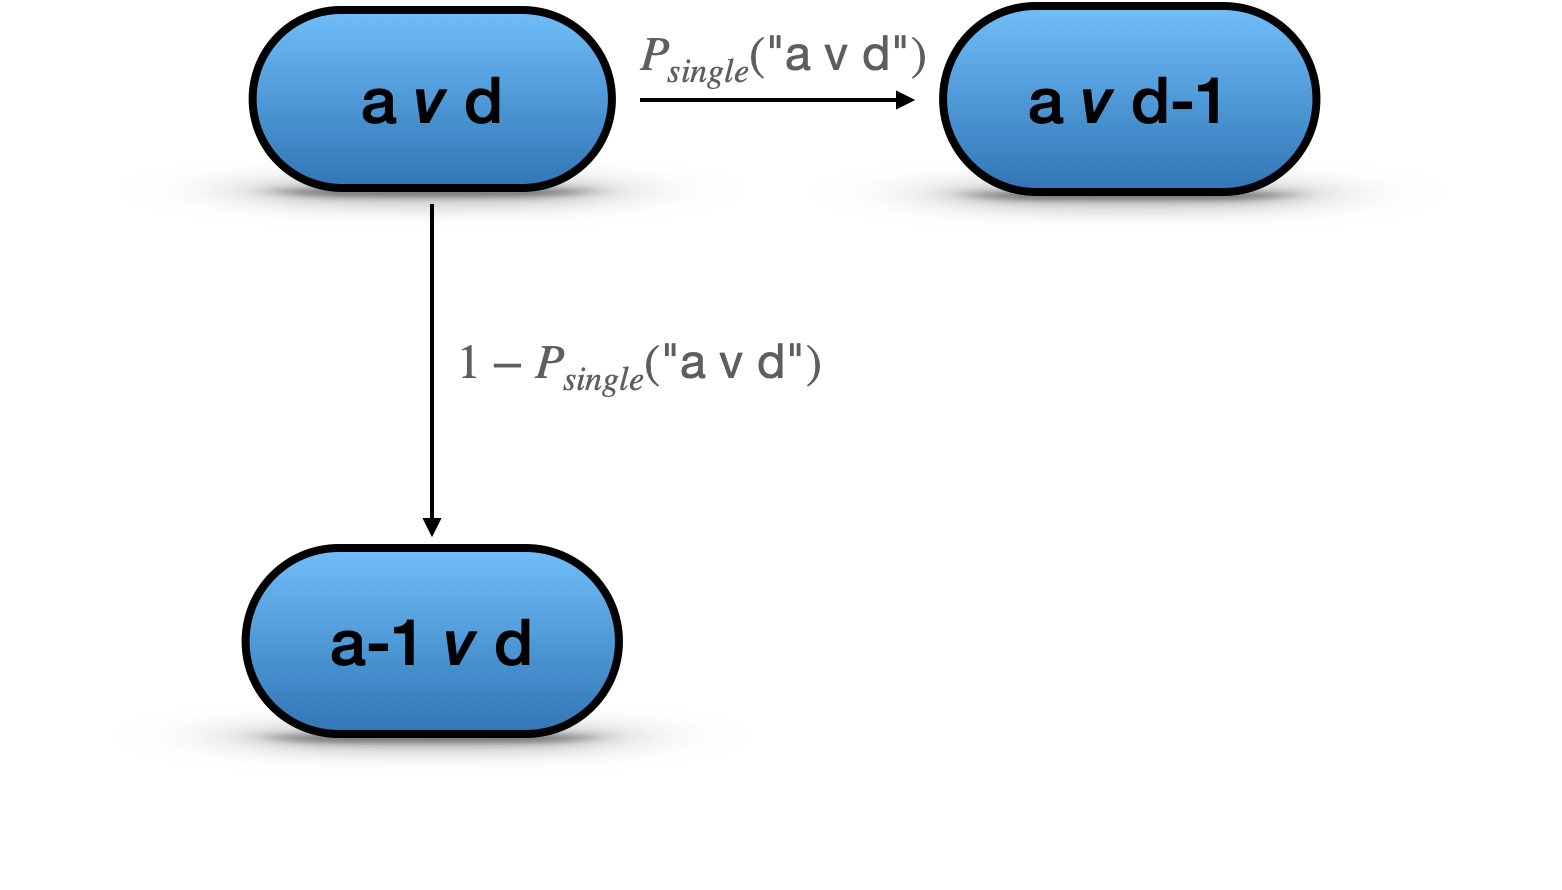 a v d
P_single("a v d")
a v d-1
1 − P_single("a v d")
a-1 v d